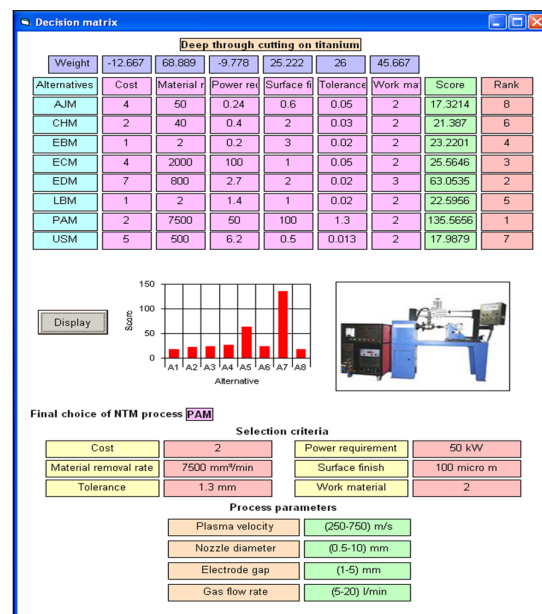 Decision matrix
Deep through cutting on titanium
Weight -12.667 68.889 -9.778 25.222 26 45.667
Alternatives Cost Material r Power rec Surface fi Tolerance Work ma Score Rank
AJM 4 50 0.24 0.6 0.05 2 17.3214 8
CHM 2 40 0.4 2 0.03 2 21.387 6
EBM 1 2 0.2 3 0.02 2 23.2201 4
ECM 4 2000 100 1 0.05 2 25.5646 3
EDM 7 800 2.7 2 0.02 3 63.0535 2
LBM 1 2 1.4 1 0.02 2 22.5956 5
PAM 2 7500 50 100 1.3 2 135.5656 1
USM 5 500 6.2 0.5 0.013 2 17.9879 7
Display
150
100
50
0
Score
A1 A2 A3 A4 A5 A6 A7 A8
Alternative
Final choice of NTM process PAM
Selection criteria
Cost 2 Power requirement 50 kW
Material removal rate 7500 mm³/min Surface finish 100 micro m
Tolerance 1.3 mm Work material 2
Process parameters
Plasma velocity (250-750) m/s
Nozzle diameter (0.5-10) mm
Electrode gap (1-5) mm
Gas flow rate (5-20) l/min